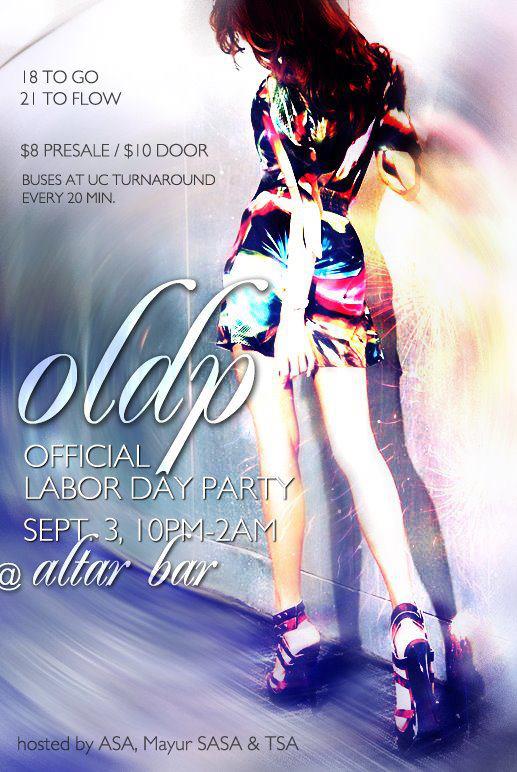 18 TO GO
21 TO FLOW
$8 PRESALE / $10 DOOR
BUSES AT UC TURNAROUND
EVERY 20 MIN.
oldp
OFFICIAL
LABOR DAY PARTY
SEPT. 3, 10PM-2AM
@ altar bar
hosted by ASA, Mayur SASA & TSA